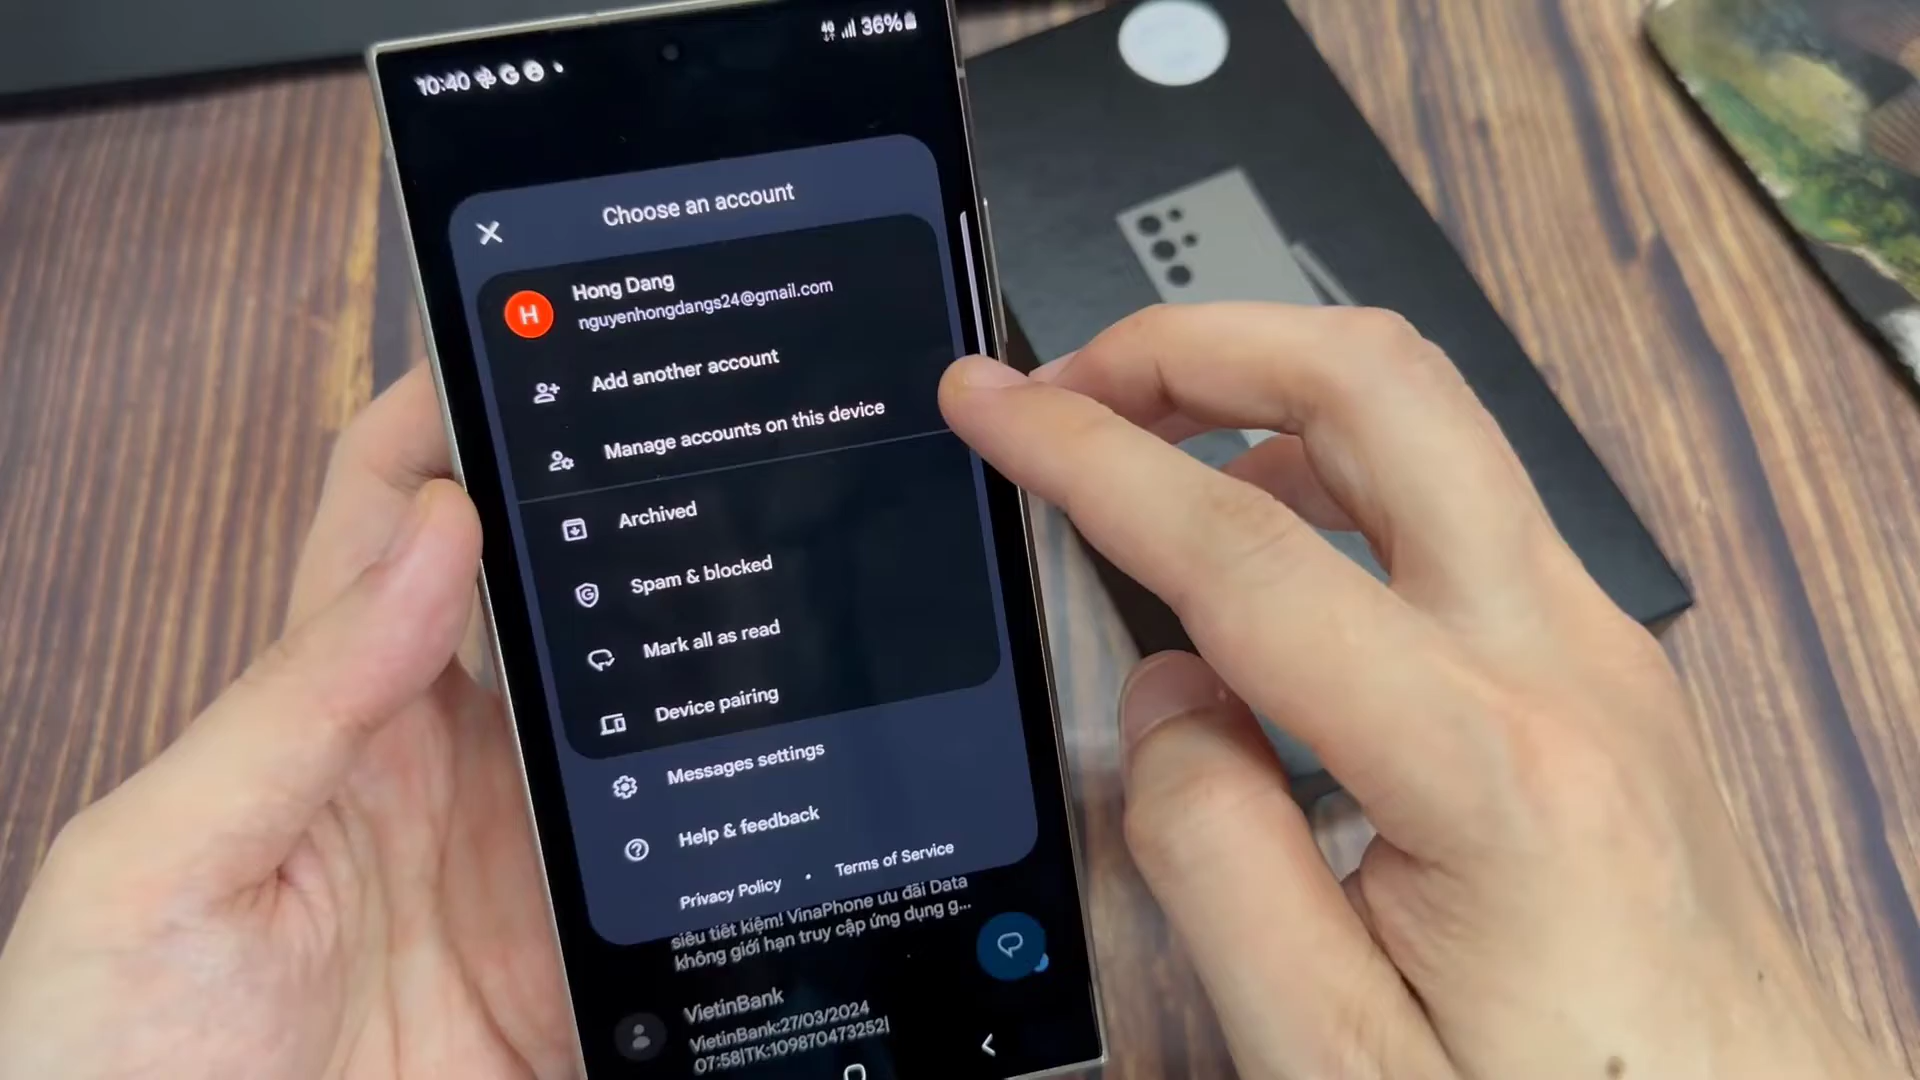 10:40
4G 36%
Choose an account
H
Hong Dang
nguyenhongdangs24@gmail.com
Add another account
Manage accounts on this device
Archived
Spam & blocked
Mark all as read
Device pairing
Messages settings
Help & feedback
Privacy Policy • Terms of Service
siêu tiết kiệm! VinaPhone ưu đãi Data
không giới hạn truy cập ứng dụng g...
VietinBank
VietinBank:27/03/2024
07:58|TK:109870473252|